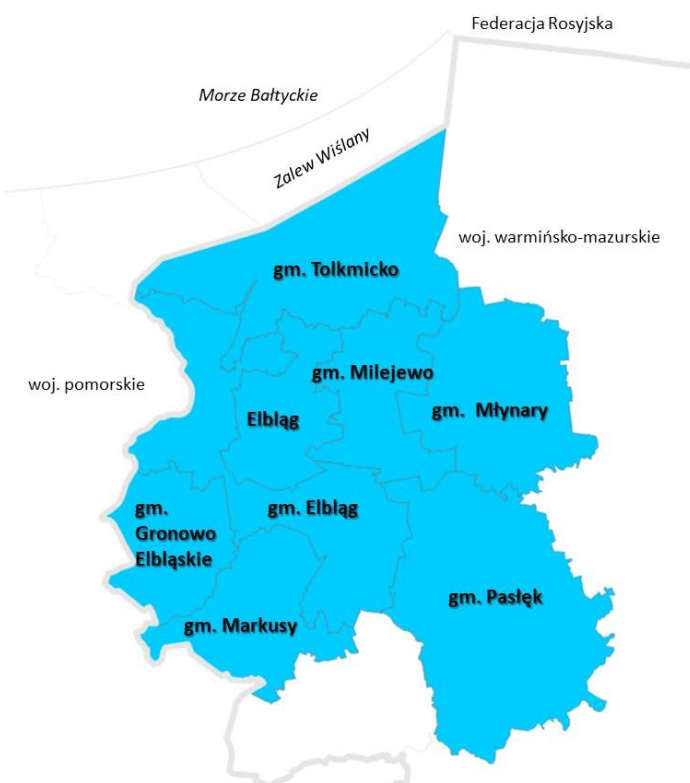 Federacja Rosyjska
Morze Bałtyckie
Zalew Wiślany
woj. warmińsko-mazurskie
gm. Tolkmicko
gm. Milejewo
woj. pomorskie
gm. Młynary
Elbląg
gm.
Gronowo
Elbląskie
gm. Elbląg
gm. Pasłęk
gm. Markusy